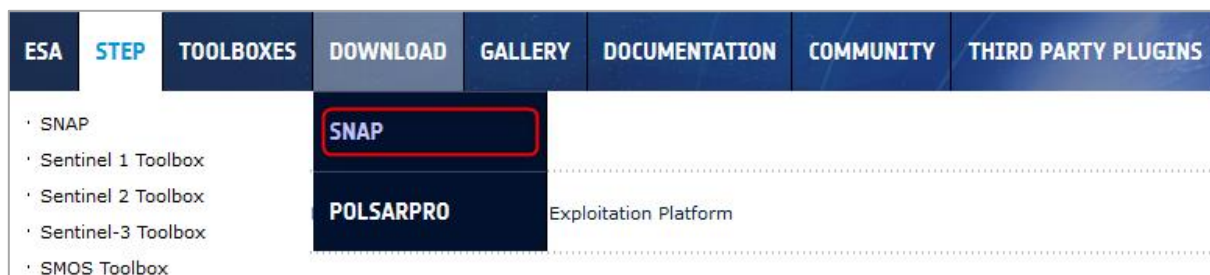 ESA STEP TOOLBOXES DOWNLOAD GALLERY DOCUMENTATION COMMUNITY THIRD PARTY PLUGINS
· SNAP
· Sentinel 1 Toolbox
· Sentinel 2 Toolbox
· Sentinel-3 Toolbox
· SMOS Toolbox
SNAP
POLSARPRO
Exploitation Platform